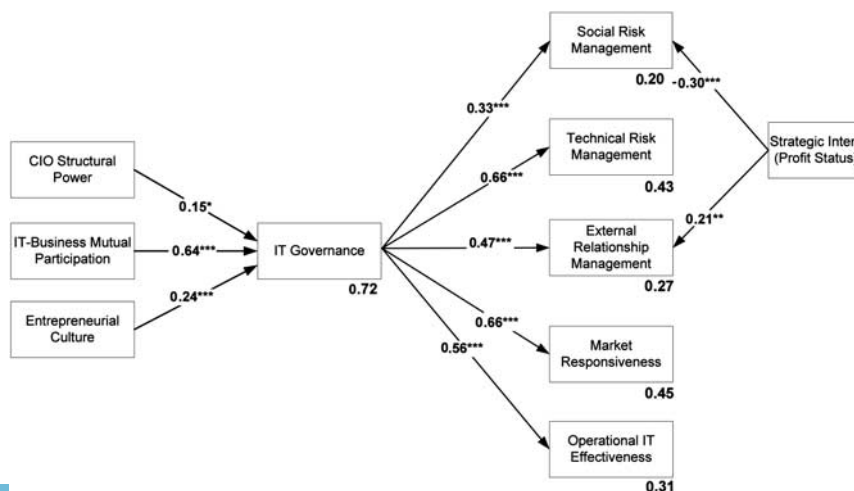 Social Risk
Management
0.20
-0.30***
0.33***
Technical Risk
Management
0.43
Strategic Inter
(Profit Status
CIO Structural
Power
0.66***
0.15*
0.21**
IT-Business Mutual
Participation
0.64***
IT Governance
0.72
0.47***
External
Relationship
Management
0.27
0.24***
Entrepreneurial
Culture
0.66***
0.56***
Market
Responsiveness
0.45
Operational IT
Effectiveness
0.31